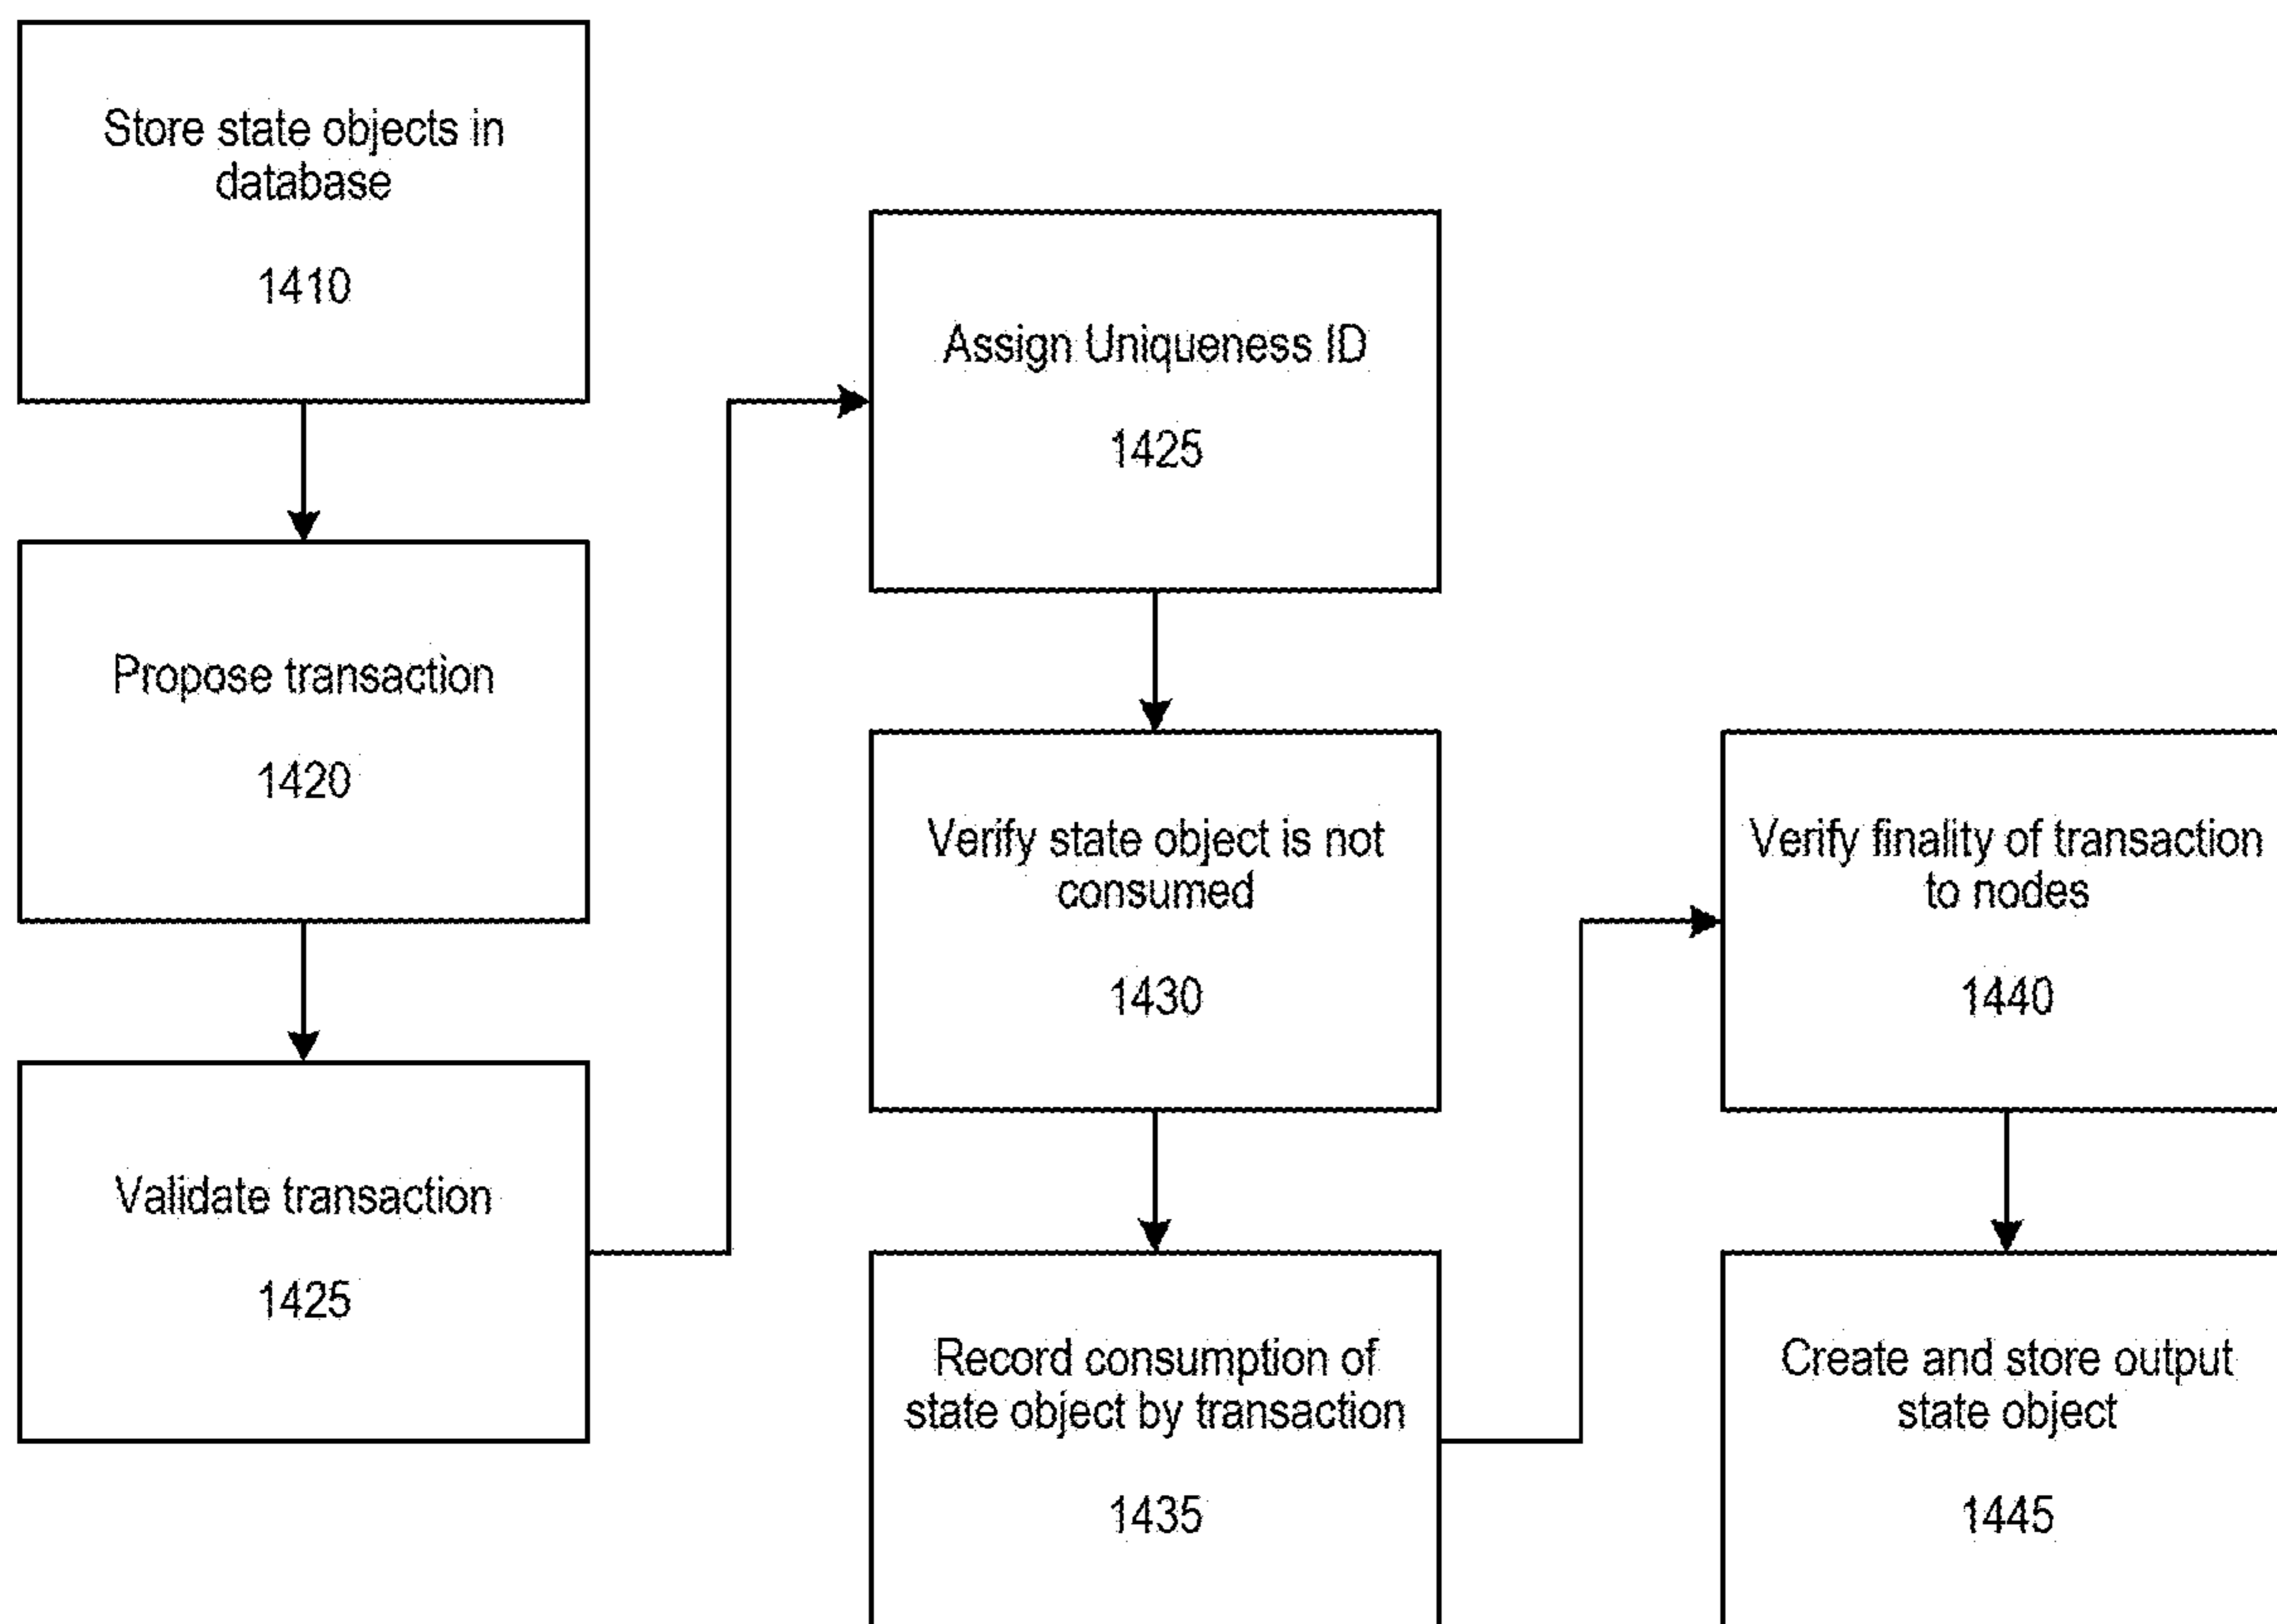 Store state objects in
database
1410
Propose transaction
1420
Validate transaction
1425
Assign Uniqueness ID
1425
Verify state object is not
consumed
1430
Record consumption of
state object by transaction
1435
Verify finality of transaction
to nodes
1440
Create and store output
state object
1445